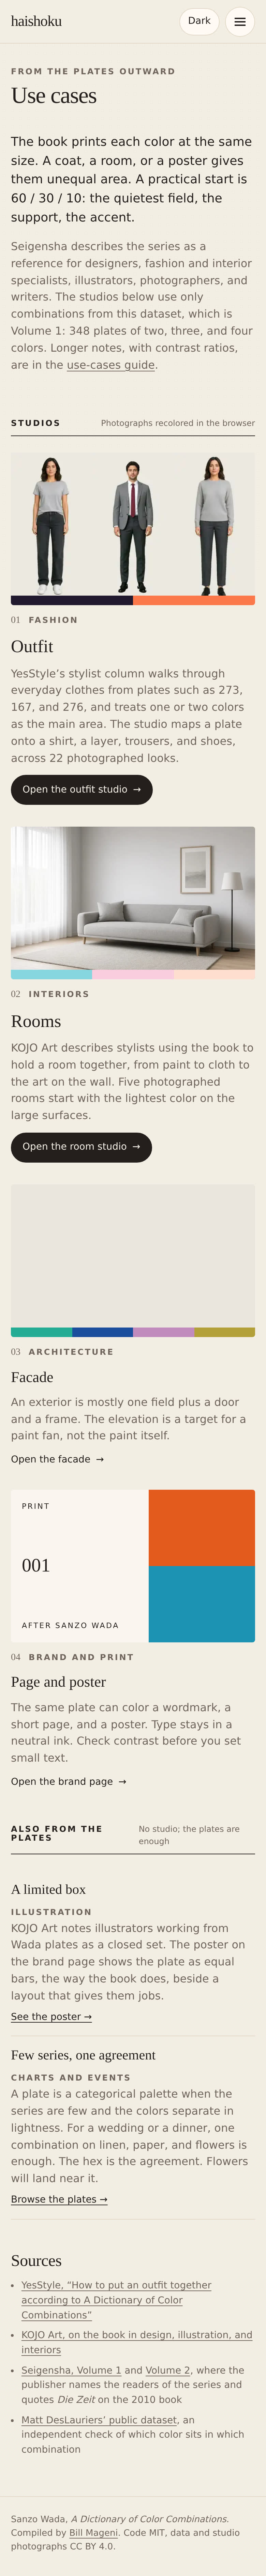 haishoku
Dark
FROM THE PLATES OUTWARD
Use cases
The book prints each color at the same
size. A coat, a room, or a poster gives
them unequal area. A practical start is
60 / 30 / 10: the quietest field, the
support, the accent.
Seigensha describes the series as a
reference for designers, fashion and interior
specialists, illustrators, photographers, and
writers. The studios below use only
combinations from this dataset, which is
Volume 1: 348 plates of two, three, and four
colors. Longer notes, with contrast ratios,
are in the use-cases guide.
STUDIOS
Photographs recolored in the browser
01 FASHION
Outfit
YesStyle’s stylist column walks through
everyday clothes from plates such as 273,
167, and 276, and treats one or two colors
as the main area. The studio maps a plate
onto a shirt, a layer, trousers, and shoes,
across 22 photographed looks.
Open the outfit studio →
02 INTERIORS
Rooms
KOJO Art describes stylists using the book to
hold a room together, from paint to cloth to
the art on the wall. Five photographed
rooms start with the lightest color on the
large surfaces.
Open the room studio →
03 ARCHITECTURE
Facade
An exterior is mostly one field plus a door
and a frame. The elevation is a target for a
paint fan, not the paint itself.
Open the facade →
PRINT
001
AFTER SANZO WADA
04 BRAND AND PRINT
Page and poster
The same plate can color a wordmark, a
short page, and a poster. Type stays in a
neutral ink. Check contrast before you set
small text.
Open the brand page →
ALSO FROM THE
PLATES
No studio; the plates are
enough
A limited box
ILLUSTRATION
KOJO Art notes illustrators working from
Wada plates as a closed set. The poster on
the brand page shows the plate as equal
bars, the way the book does, beside a
layout that gives them jobs.
See the poster →
Few series, one agreement
CHARTS AND EVENTS
A plate is a categorical palette when the
series are few and the colors separate in
lightness. For a wedding or a dinner, one
combination on linen, paper, and flowers is
enough. The hex is the agreement. Flowers
will land near it.
Browse the plates →
Sources
• YesStyle, “How to put an outfit together
according to A Dictionary of Color
Combinations”
• KOJO Art, on the book in design, illustration, and
interiors
• Seigensha, Volume 1 and Volume 2, where the
publisher names the readers of the series and
quotes Die Zeit on the 2010 book
• Matt DesLauriers’ public dataset, an
independent check of which color sits in which
combination
Sanzo Wada, A Dictionary of Color Combinations.
Compiled by Bill Mageni. Code MIT, data and studio
photographs CC BY 4.0.